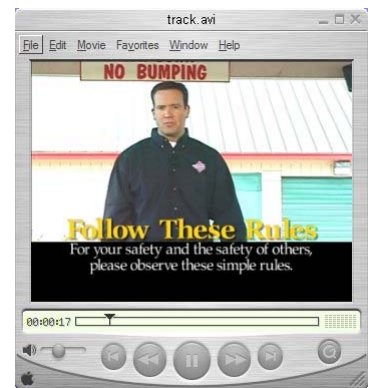 track.avi
File Edit Movie Favorites Window Help
NO BUMPING
Follow These Rules
For your safety and the safety of others,
please observe these simple rules.
00:00:17